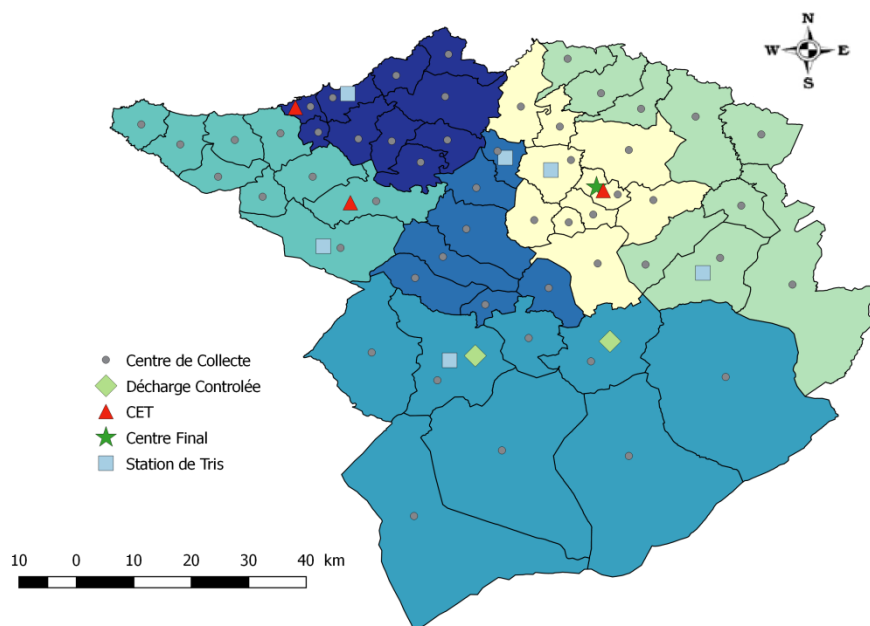 N
W E
S
Centre de Collecte
Décharge Controlée
CET
Centre Final
Station de Tris
10 0 10 20 30 40 km